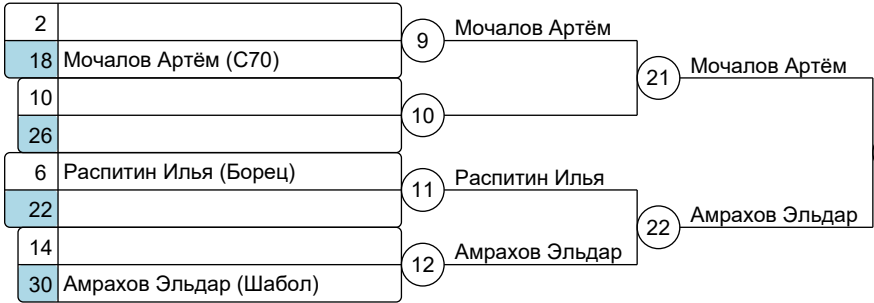 2
9
Мочалов Артём
18 Мочалов Артём (С70)
21
Мочалов Артём
10
10
26
6 Распитин Илья (Борец)
11
Распитин Илья
22
22
Амрахов Эльдар
14
12
Амрахов Эльдар
30 Амрахов Эльдар (Шабол)